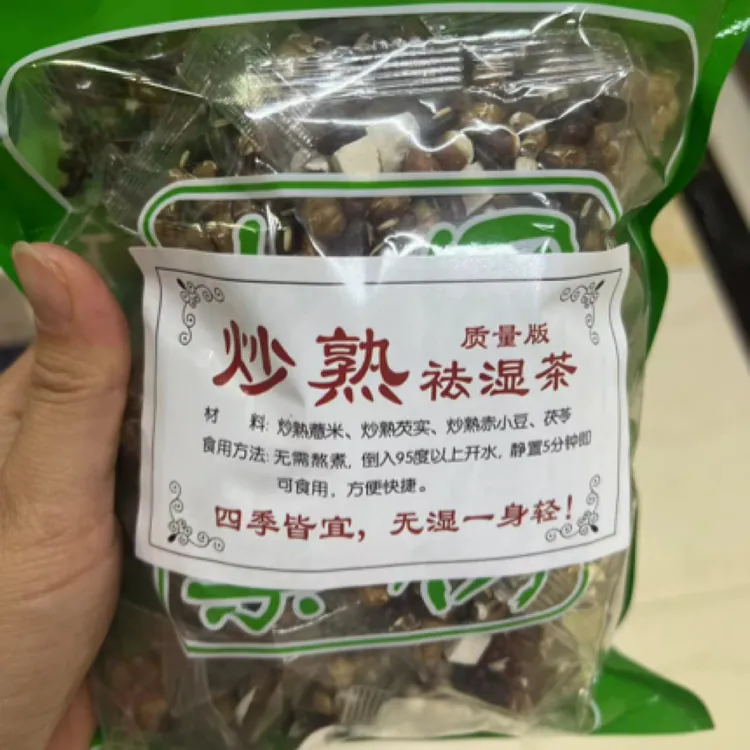 炒熟
质量版
祛湿茶
材 料: 炒熟薏米、炒熟芡实、炒熟赤小豆、茯苓
食用方法: 无需熬煮, 倒入95度以上开水, 静置5分钟即
可食用, 方便快捷。
四季皆宜, 无湿一身轻!